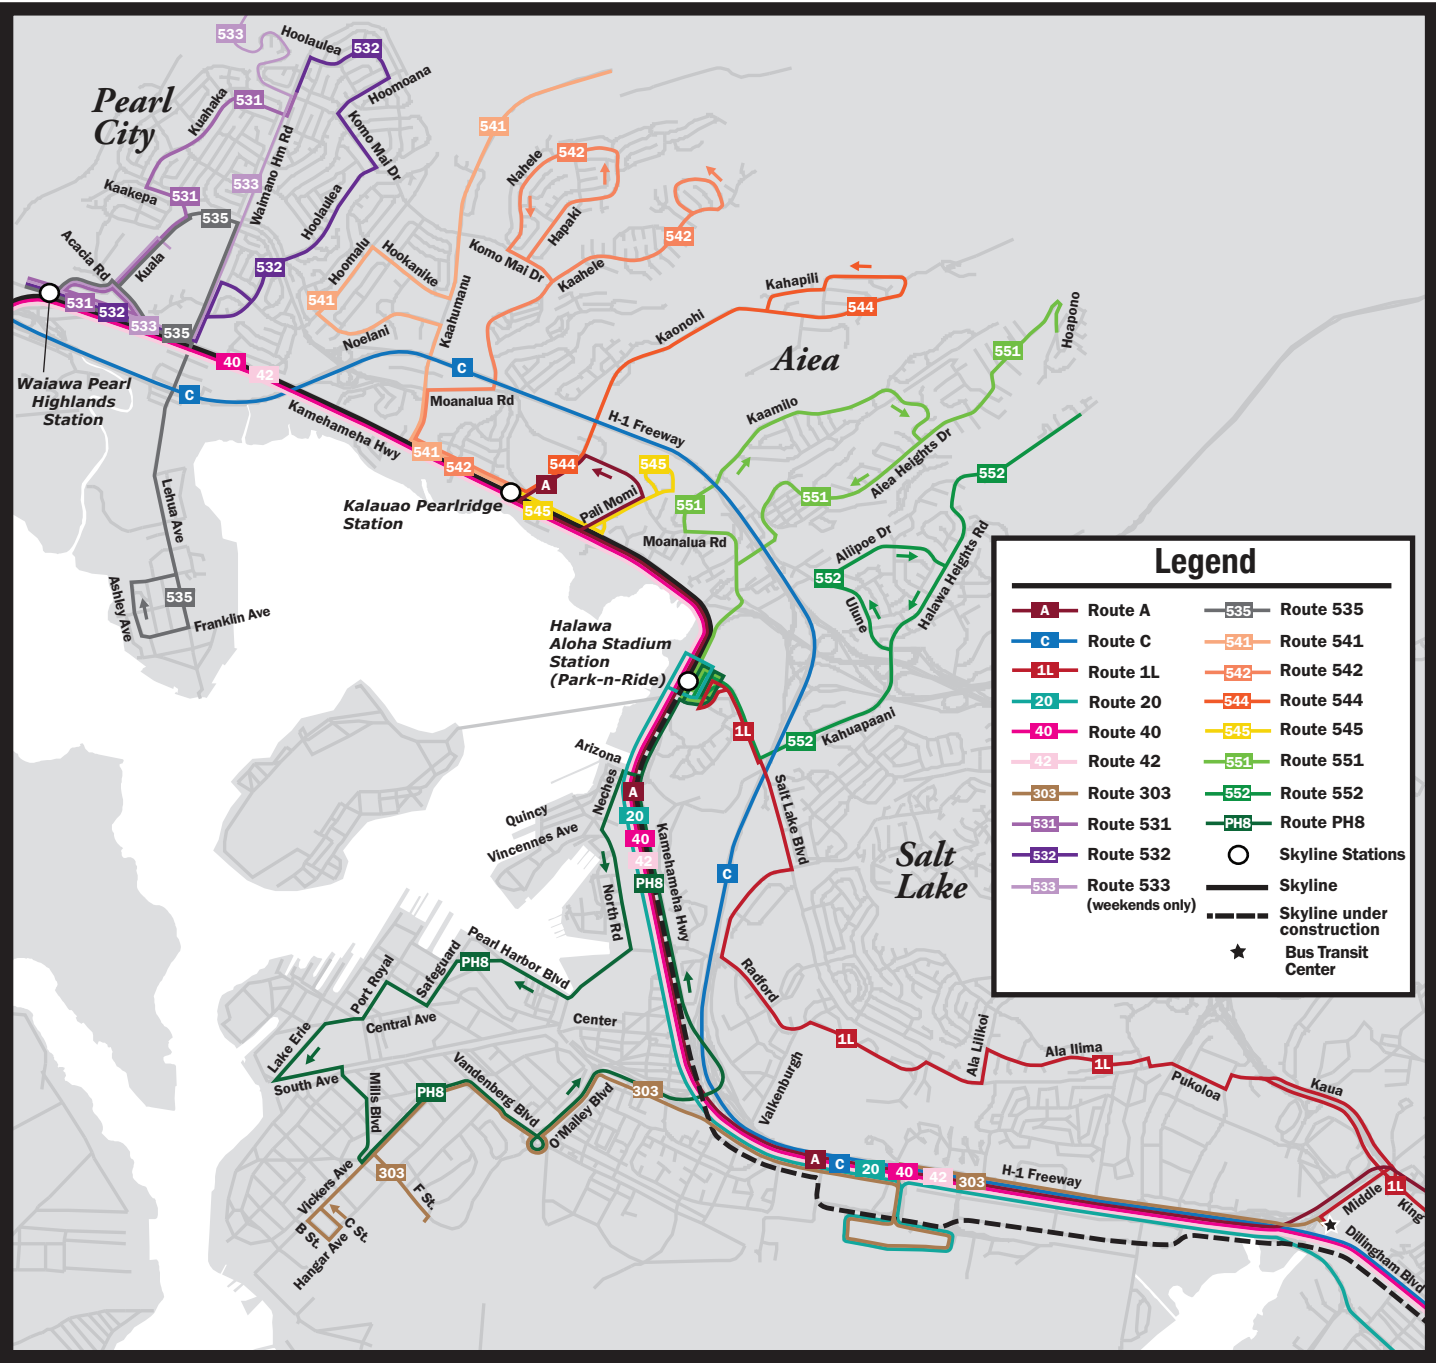 533
Hoolaulea
532
Hoomoana
Pearl
City
Kuahaka
531
Komo Mai Dr
541
Nahele
542
Waimano Hm Rd
533
Kaakepa
531
535
Hoolaulea
Hapaki
542
Acacia Rd
Kuala
532
Hoomalu
Hookanike
Komo Mai Dr
Kaahele
Kahapili
544
531
532
533
535
541
Noelani
Kaahumanu
Kaonohi
Hoapono
551
Aiea
40
42
C
C
Waiawa Pearl
Highlands
Station
Moanalua Rd
Kamehameha Hwy
H-1 Freeway
Kaamilo
541
542
544
545
A
Aiea Heights Dr
552
551
551
Kalauao Pearlridge
Station
545
Pali Momi
Moanalua Rd
Lehua Ave
Aliipoe Dr
552
Ulune
Halawa Heights Rd
535
Ashley Ave
Franklin Ave
Halawa
Aloha Stadium
Station
(Park-n-Ride)
1L
552
Kahuapaani
Arizona
Neches
A
20
40
42
PH8
Quincy
Vincennes Ave
Kamehameha Hwy
Salt Lake Blvd
C
Salt
Lake
North Rd
Pearl Harbor Blvd
PH8
Safeguard
Port Royal
Central Ave
Center
Radford
1L
Ala Lilikoi
Ala Ilima
1L
Pukoloa
Kaua
Lake Erie
South Ave
Mills Blvd
PH8
Vandenberg Blvd
O'Malley Blvd
303
Valkenburgh
A
C
20
40
42
303
H-1 Freeway
Vickers Ave
303
F St.
B St.
C St.
Hangar Ave
Middle
1L
King
Dillingham Blvd
Legend
A Route A
C Route C
1L Route 1L
20 Route 20
40 Route 40
42 Route 42
303 Route 303
531 Route 531
532 Route 532
533 Route 533
(weekends only)
535 Route 535
541 Route 541
542 Route 542
544 Route 544
545 Route 545
551 Route 551
552 Route 552
PH8 Route PH8
Skyline Stations
Skyline
Skyline under
construction
Bus Transit
Center